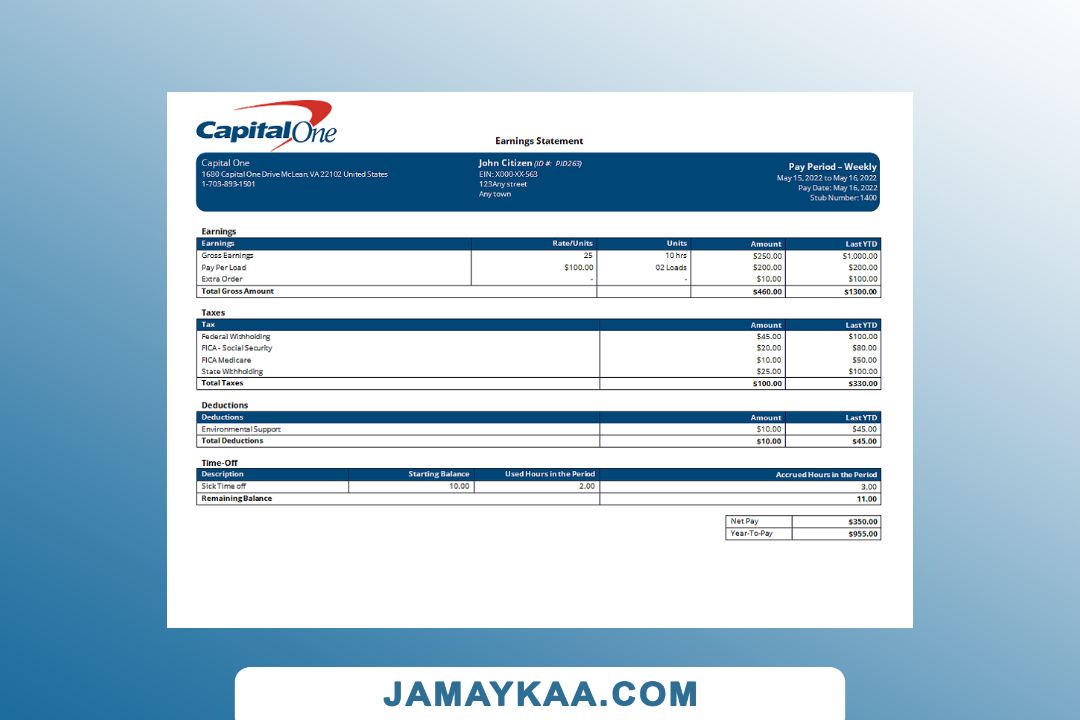 CapitalOne
Earnings Statement
Capital One
1680 Capital One Drive McLean, VA 22102 United States
1-703-893-1501
John Citizen (ID #: PID263)
EIN: X000-XX-563
123Any street
Any town
Pay Period – Weekly
May 15, 2022 to May 16, 2022
Pay Date: May 16, 2022
Stub Number: 1400
Earnings
Earnings Rate/Units Units Amount Last YTD
Gross Earnings 25 10 hrs $250.00 $1,000.00
Pay Per Load $100.00 02 Loads $200.00 $200.00
Extra Order - - $10.00 $100.00
Total Gross Amount $460.00 $1300.00
Taxes
Tax Amount Last YTD
Federal Withholding $45.00 $100.00
FICA - Social Security $20.00 $80.00
FICA Medicare $10.00 $50.00
State Withholding $25.00 $100.00
Total Taxes $100.00 $330.00
Deductions
Deductions Amount Last YTD
Environmental Support $10.00 $45.00
Total Deductions $10.00 $45.00
Time-Off
Description Starting Balance Used Hours in the Period Accrued Hours in the Period
Sick Time off 10.00 2.00 3.00
Remaining Balance 11.00
Net Pay $350.00
Year-To-Pay $955.00
JAMAYKAA.COM